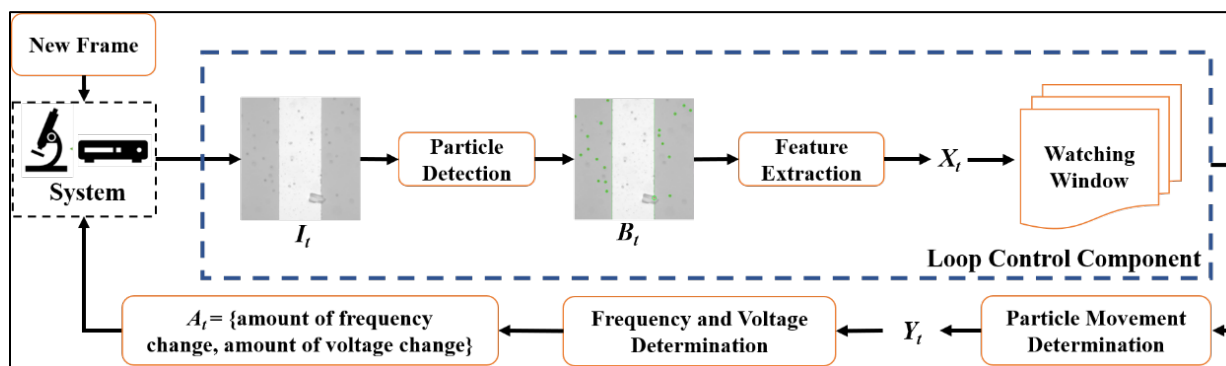 New Frame
System
I_t
Particle
Detection
B_t
Feature
Extraction
X_t
Watching
Window
Loop Control Component
A_t = {amount of frequency
change, amount of voltage change}
Frequency and Voltage
Determination
Y_t
Particle Movement
Determination